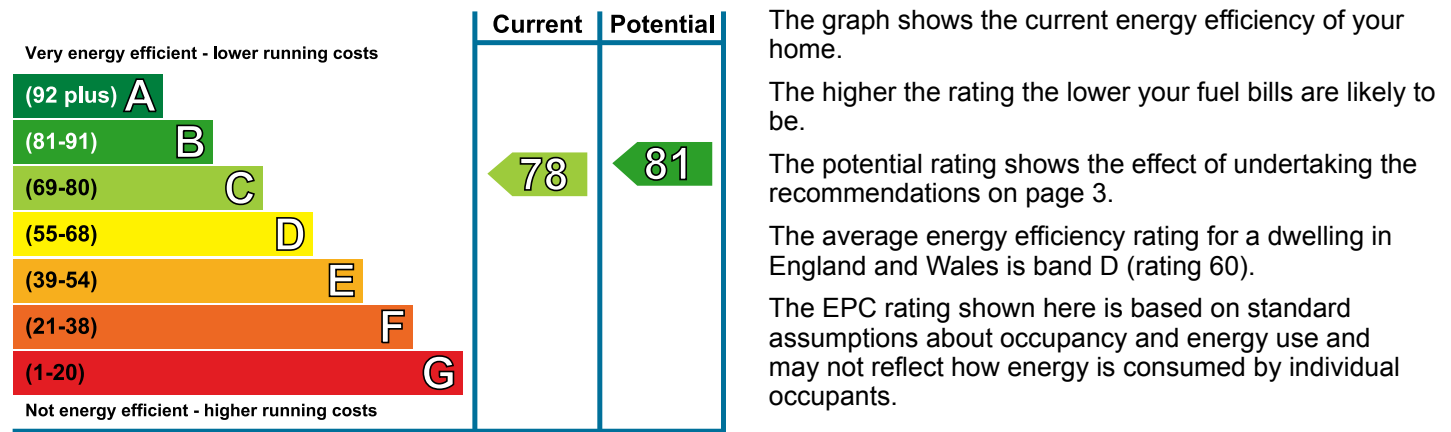 Current Potential
Very energy efficient - lower running costs
(92 plus) A
(81-91) B
(69-80) C
78
81
(55-68) D
(39-54) E
(21-38) F
(1-20) G
Not energy efficient - higher running costs
The graph shows the current energy efficiency of your
home.
The higher the rating the lower your fuel bills are likely to
be.
The potential rating shows the effect of undertaking the
recommendations on page 3.
The average energy efficiency rating for a dwelling in
England and Wales is band D (rating 60).
The EPC rating shown here is based on standard
assumptions about occupancy and energy use and
may not reflect how energy is consumed by individual
occupants.